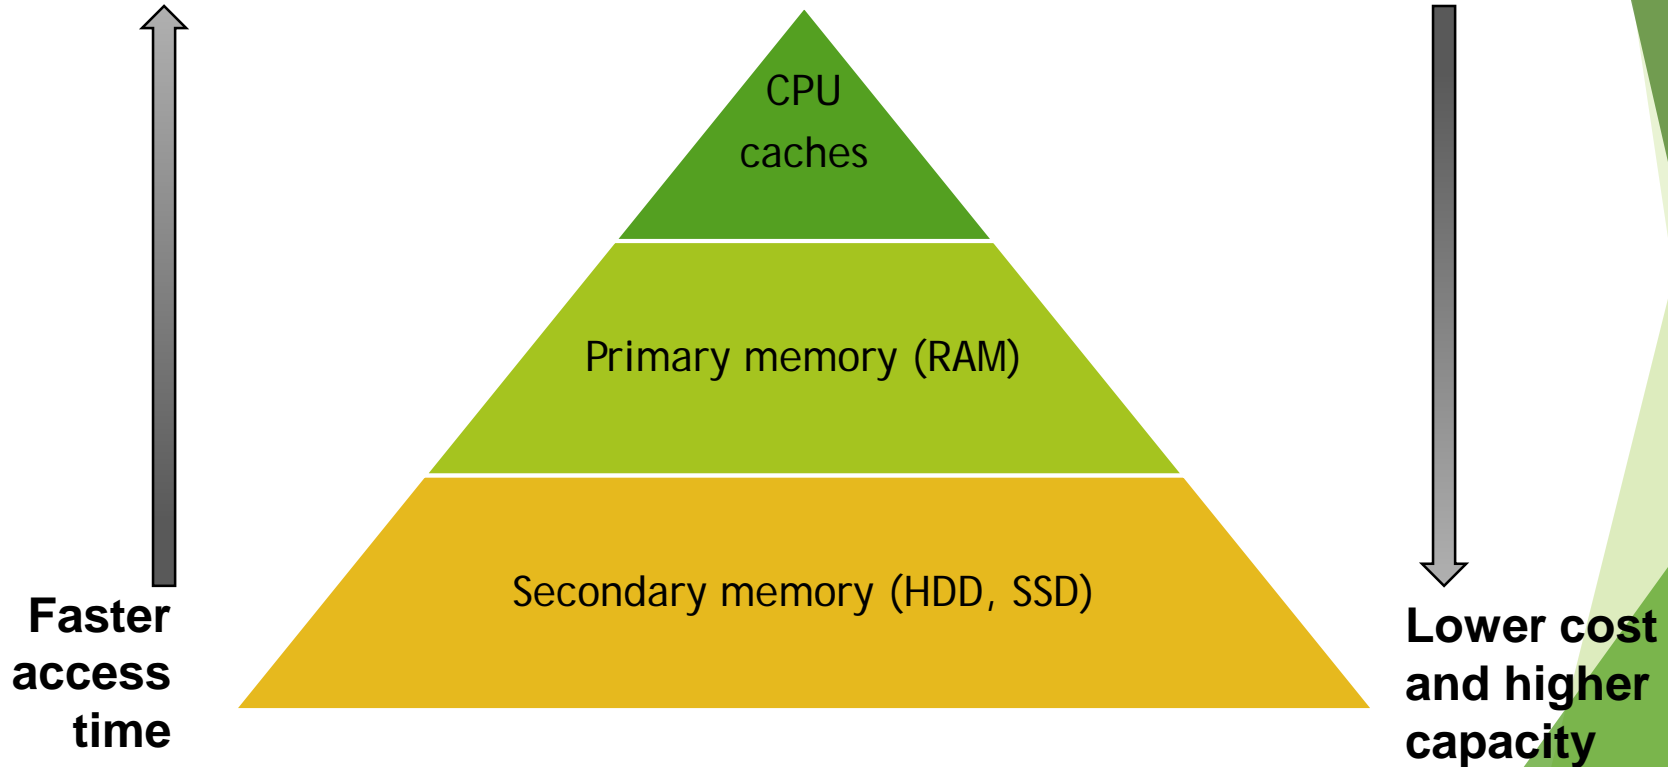 CPU
caches
Primary memory (RAM)
Secondary memory (HDD, SSD)
Faster
access
time
Lower cost
and higher
capacity